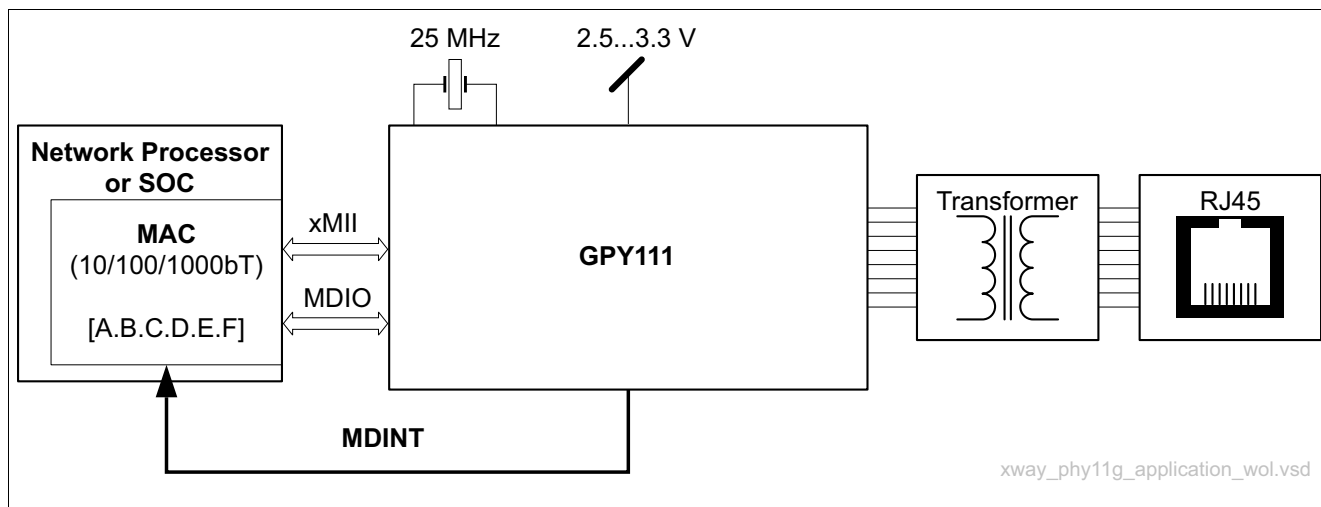 25 MHz
2.5...3.3 V
Network Processor
or SOC
MAC
(10/100/1000bT)
[A.B.C.D.E.F]
xMII
MDIO
GPY111
Transformer
RJ45
MDINT
xway_phy11g_application_wol.vsd